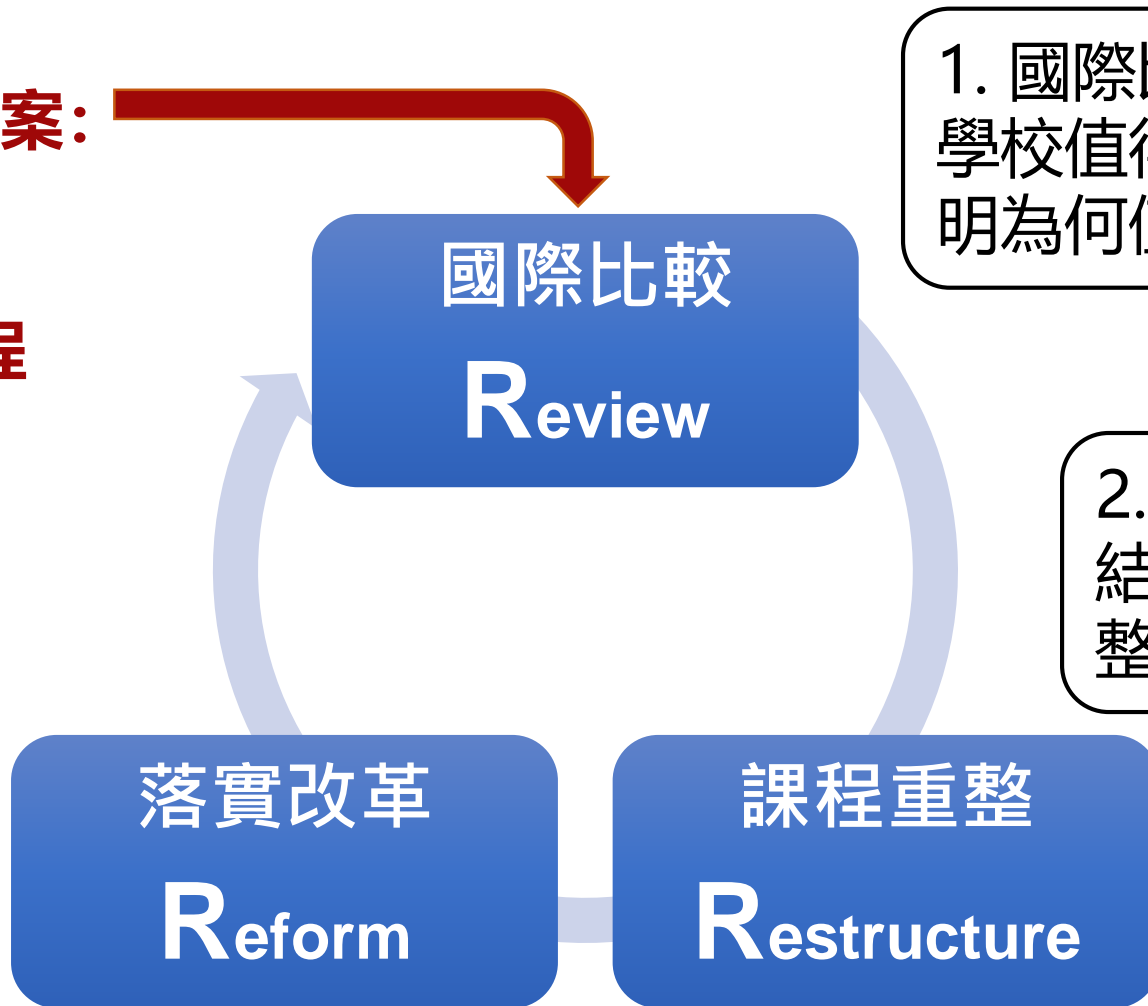 案:
程
國際比較
Review
1. 國際
學校值
明為何
2.
結
整
落實改革
Reform
課程重整
Restructure